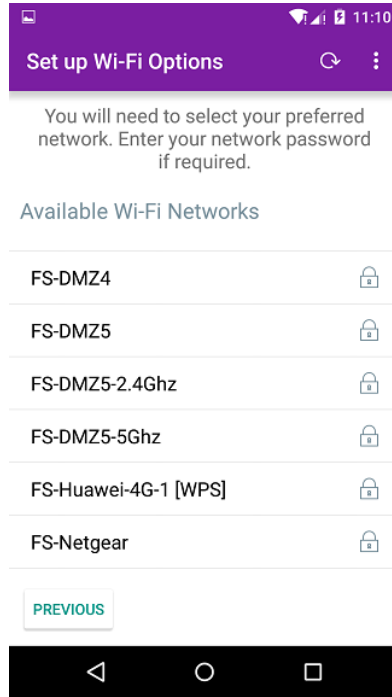 11:10
Set up Wi-Fi Options
You will need to select your preferred
network. Enter your network password
if required.
Available Wi-Fi Networks
FS-DMZ4
FS-DMZ5
FS-DMZ5-2.4Ghz
FS-DMZ5-5Ghz
FS-Huawei-4G-1 [WPS]
FS-Netgear
PREVIOUS